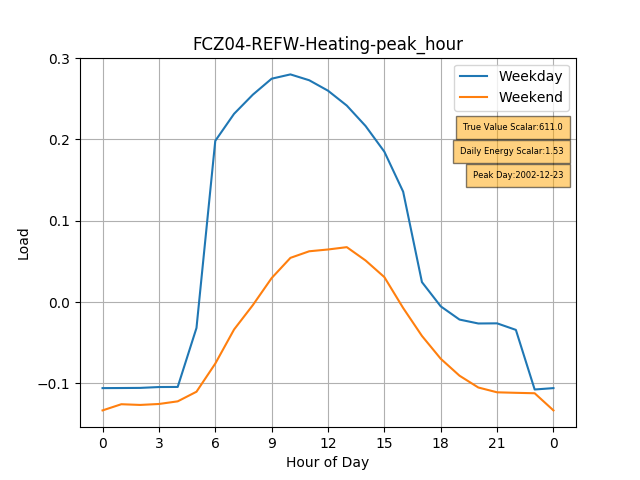 FCZ04-REFW-Heating-peak_hour
0.3
0.2
0.1
0.0
−0.1
Load
Weekday
Weekend
True Value Scalar:611.0
Daily Energy Scalar:1.53
Peak Day:2002-12-23
0 3 6 9 12 15 18 21 0
Hour of Day